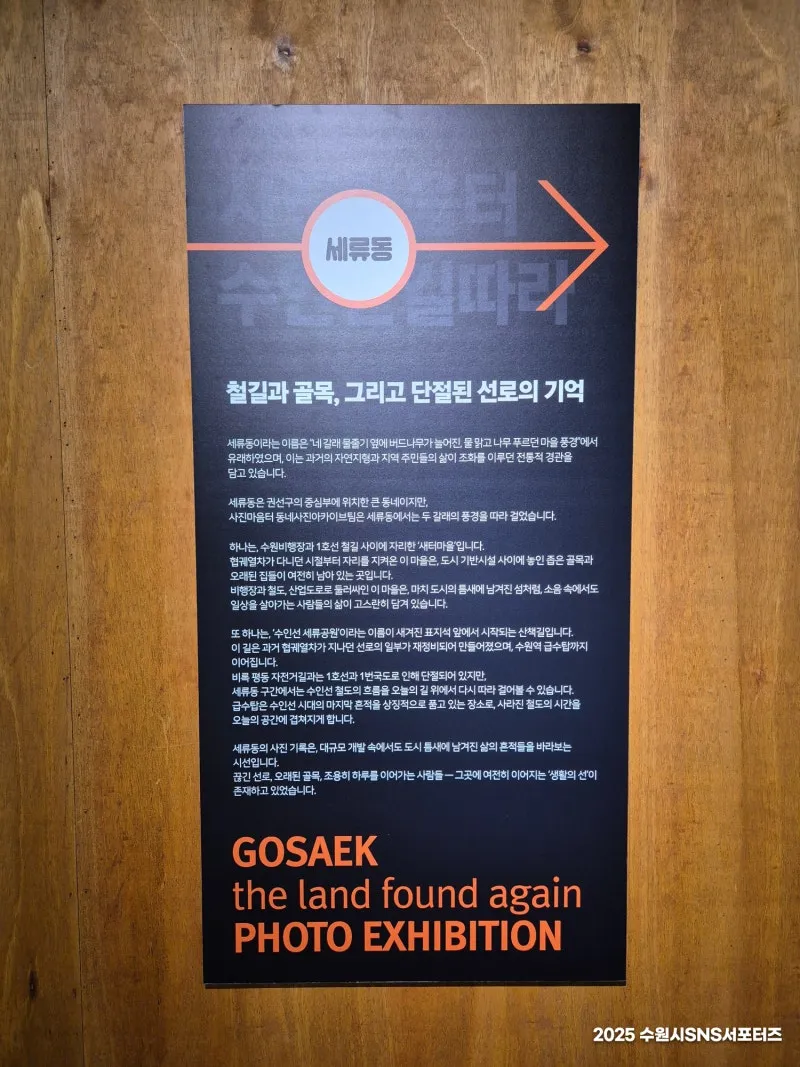 세류동
철길과 골목, 그리고 단절된 선로의 기억
세류동이라는 이름은 "네 갈래 물줄기 옆에 버드나무가 늘어진, 물 맑고 나무 푸르던 마을 풍경"에서
유래하였으며, 이는 과거의 자연지형과 지역 주민들의 삶이 조화를 이루던 전통적 경관을
담고 있습니다.
세류동은 권선구의 중심부에 위치한 큰 동네이지만,
사진마음터 동네사진아카이브팀은 세류동에서는 두 갈래의 풍경을 따라 걸었습니다.
하나는, 수원비행장과 1호선 철길 사이에 자리한 '새터마을'입니다.
협궤열차가 다니던 시절부터 자리를 지켜온 이 마을은, 도시 기반시설 사이에 놓인 좁은 골목과
오래된 집들이 여전히 남아 있는 곳입니다.
비행장과 철도, 산업도로로 둘러싸인 이 마을은, 마치 도시의 틈새에 남겨진 섬처럼, 소음 속에서도
일상을 살아가는 사람들의 삶이 고스란히 담겨 있습니다.
또 하나는, '수인선 세류공원'이라는 이름이 새겨진 표지석 앞에서 시작되는 산책길입니다.
이 길은 과거 협궤열차가 지나던 선로의 일부가 재정비되어 만들어졌으며, 수원역 급수탑까지
이어집니다.
비록 평동 자전거길과는 1호선과 1번국도로 인해 단절되어 있지만,
세류동 구간에서는 수인선 철도의 흐름을 오늘의 길 위에서 다시 따라 걸어볼 수 있습니다.
급수탑은 수인선 시대의 마지막 흔적을 상징적으로 품고 있는 장소로, 사라진 철도의 시간을
오늘의 공간에 겹쳐지게 합니다.
세류동의 사진 기록은, 대규모 개발 속에서도 도시 틈새에 남겨진 삶의 흔적들을 바라보는
시선입니다.
끊긴 선로, 오래된 골목, 조용히 하루를 이어가는 사람들 — 그곳에 여전히 이어지는 '생활의 선'이
존재하고 있었습니다.
GOSAEK
the land found again
PHOTO EXHIBITION
2025 수원시SNS서포터즈